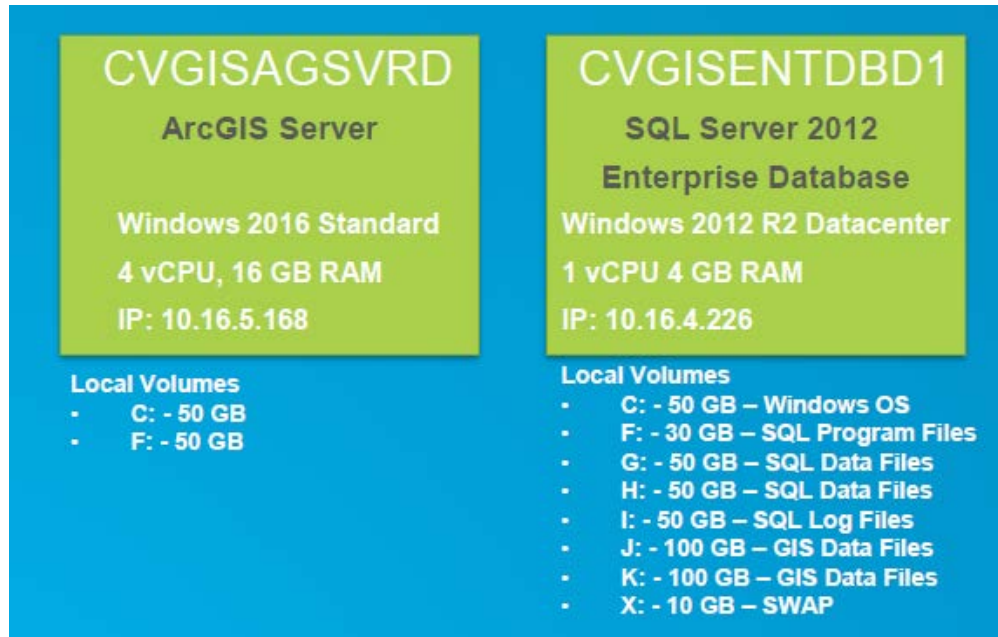 CVGISAGSVRD
ArcGIS Server
Windows 2016 Standard
4 vCPU, 16 GB RAM
IP: 10.16.5.168
Local Volumes
- C: - 50 GB
- F: - 50 GB
CVGISENTDBD1
SQL Server 2012
Enterprise Database
Windows 2012 R2 Datacenter
1 vCPU 4 GB RAM
IP: 10.16.4.226
Local Volumes
- C: - 50 GB – Windows OS
- F: - 30 GB – SQL Program Files
- G: - 50 GB – SQL Data Files
- H: - 50 GB – SQL Data Files
- I: - 50 GB – SQL Log Files
- J: - 100 GB – GIS Data Files
- K: - 100 GB – GIS Data Files
- X: - 10 GB – SWAP